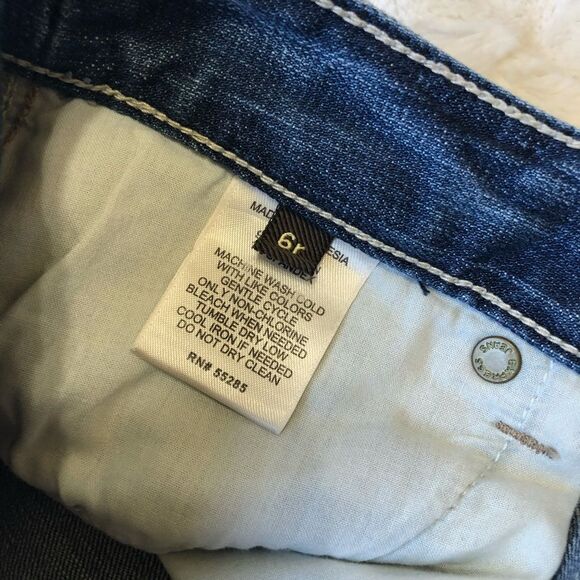 6r
MACHINE WASH COLD
WITH LIKE COLORS
GENTLE CYCLE
ONLY NON-CHLORINE
BLEACH WHEN NEEDED
TUMBLE DRY LOW
COOL IRON IF NEEDED
DO NOT DRY CLEAN
RN# 55285
JEANS